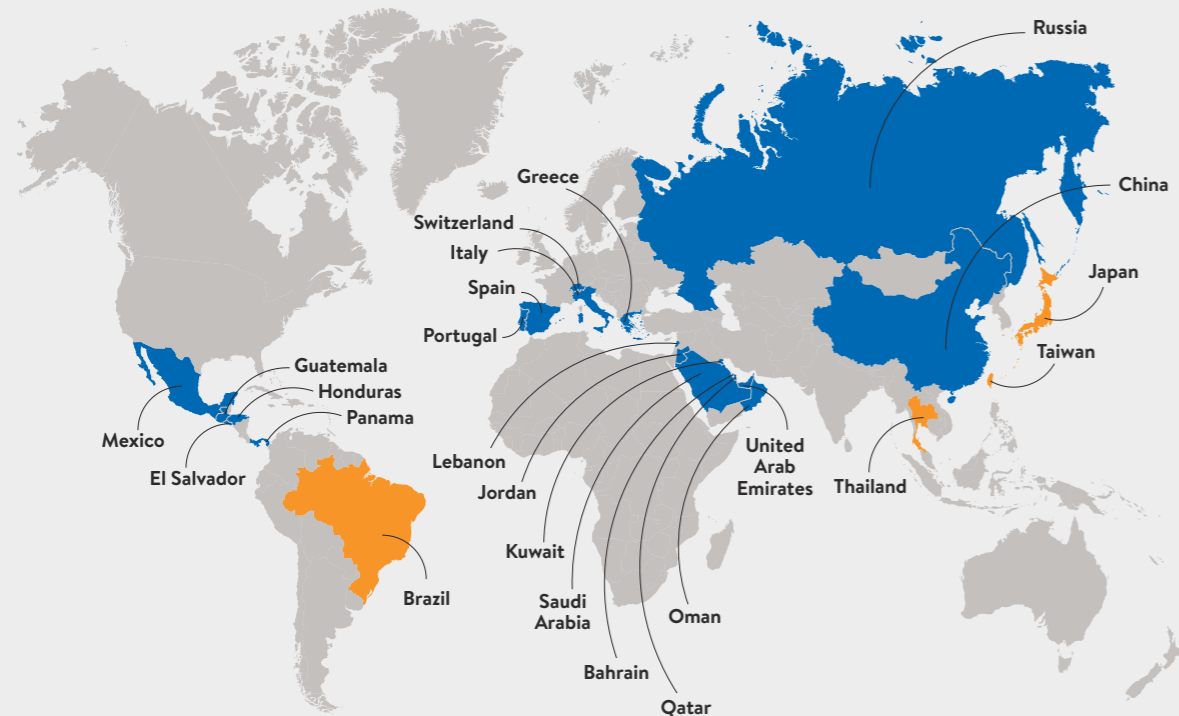 Russia
Greece
China
Switzerland
Italy
Japan
Spain
Portugal
Taiwan
Guatemala
Honduras
Panama
Mexico
El Salvador
Lebanon
Jordan
United
Arab
Emirates
Thailand
Kuwait
Brazil
Saudi
Arabia
Oman
Bahrain
Qatar